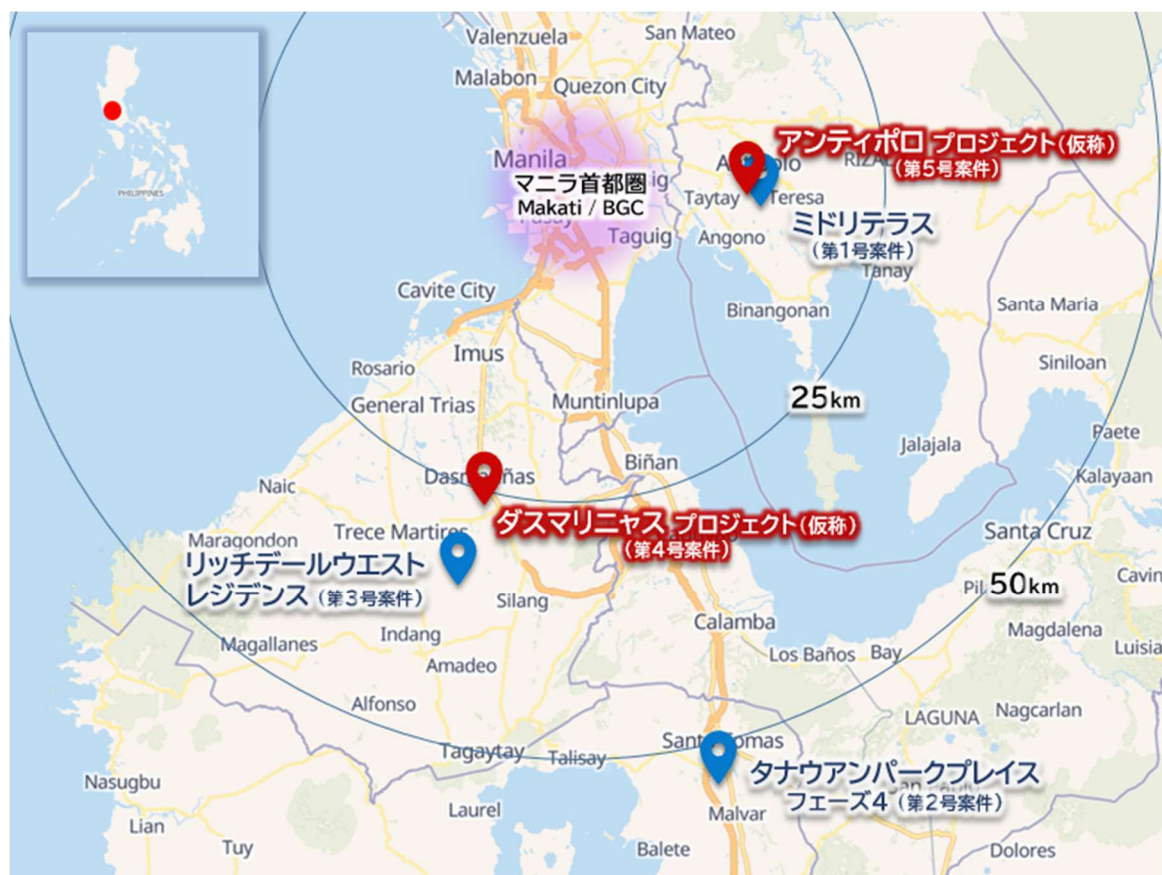 Valenzuela
San Mateo
Malabon
Quezon City
PHILIPPINES
Manila
マニラ首都圏
Makati / BGC
Taguig
アンティポロ プロジェクト(仮称)
(第5号案件)
Taytay
Teresa
Angono
ミドリテラス
(第1号案件)
Tanay
Cavite City
Binangonan
Santa Maria
Imus
Rosario
Siniloan
General Trias
Muntinlupa
25km
Paete
Jalajala
Biñan
Kalayaan
Naic
Trece Martires
ダスマリニャス プロジェクト(仮称)
(第4号案件)
Santa Cruz
Maragondon
リッチデールウエスト
レジデンス (第3号案件)
50km
Silang
Calamba
Magdalena
Indang
Magallanes
Los Baños
Bay
Amadeo
Alfonso
LAGUNA
Nagcarlan
Tagaytay
Talisay
タナウアンパークプレイス
フェーズ4 (第2号案件)
Nasugbu
Laurel
Malvar
Lian
Tuy
Balete
Dolores